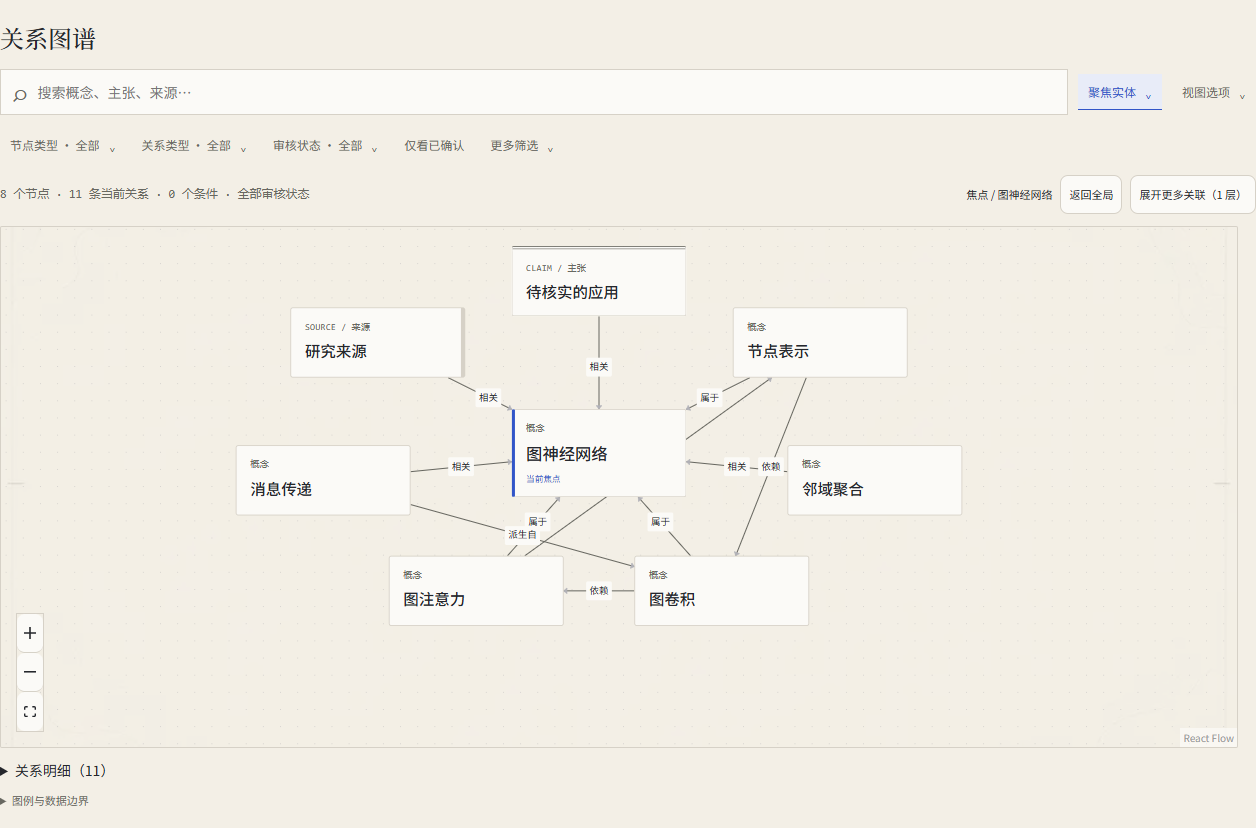 关系图谱
搜索概念、主张、来源…
聚焦实体
视图选项
节点类型 · 全部
关系类型 · 全部
审核状态 · 全部
仅看已确认
更多筛选
8 个节点 · 11 条当前关系 · 0 个条件 · 全部审核状态
焦点 / 图神经网络
返回全局
展开更多关联（1 层）
CLAIM / 主张
待核实的应用
SOURCE / 来源
研究来源
概念
节点表示
相关
相关
属于
概念
图神经网络
当前焦点
概念
消息传递
相关
相关
依赖
概念
邻域聚合
属于
派生自
属于
概念
图注意力
依赖
概念
图卷积
React Flow
关系明细（11）
图例与数据边界